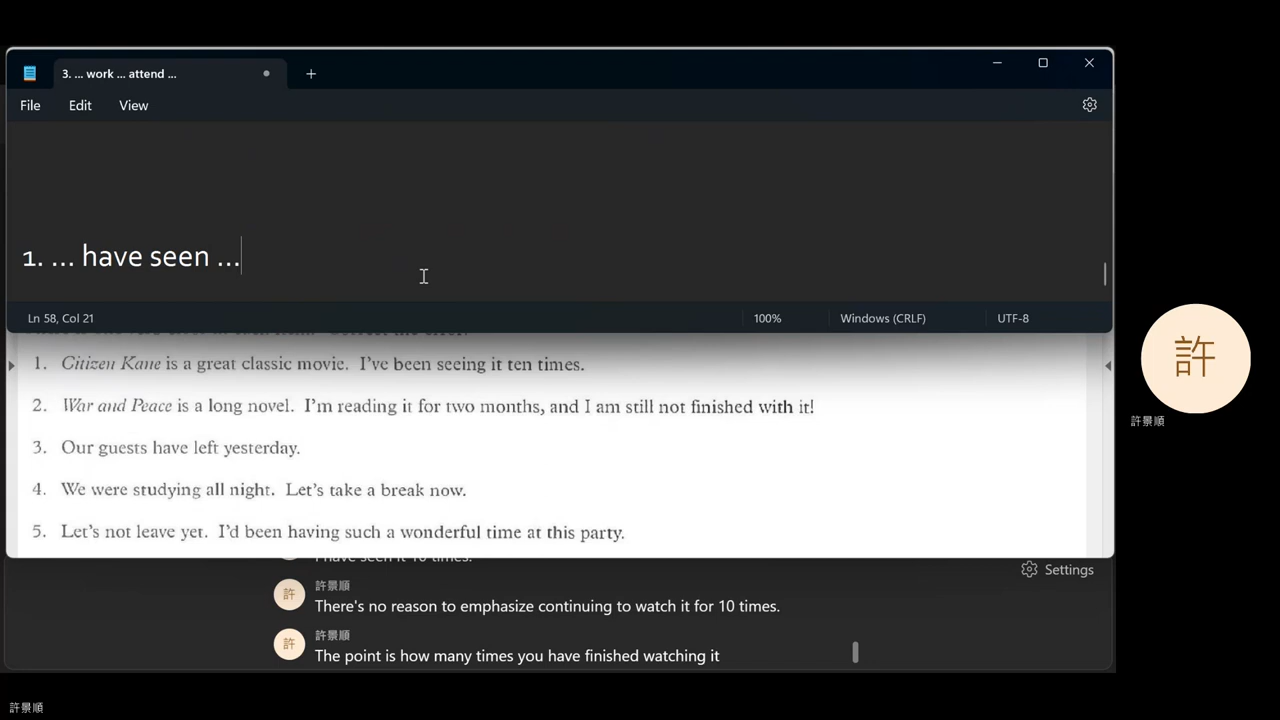 3. ... work ... attend ...
File Edit View
1. ... have seen ...
Ln 58, Col 21 100% Windows (CRLF) UTF-8
1. Citizen Kane is a great classic movie. I've been seeing it ten times.
2. War and Peace is a long novel. I'm reading it for two months, and I am still not finished with it!
3. Our guests have left yesterday.
4. We were studying all night. Let's take a break now.
5. Let's not leave yet. I'd been having such a wonderful time at this party.
I have seen it 10 times.
Settings
許 許景順
There's no reason to emphasize continuing to watch it for 10 times.
許 許景順
The point is how many times you have finished watching it
許
許景順
許景順